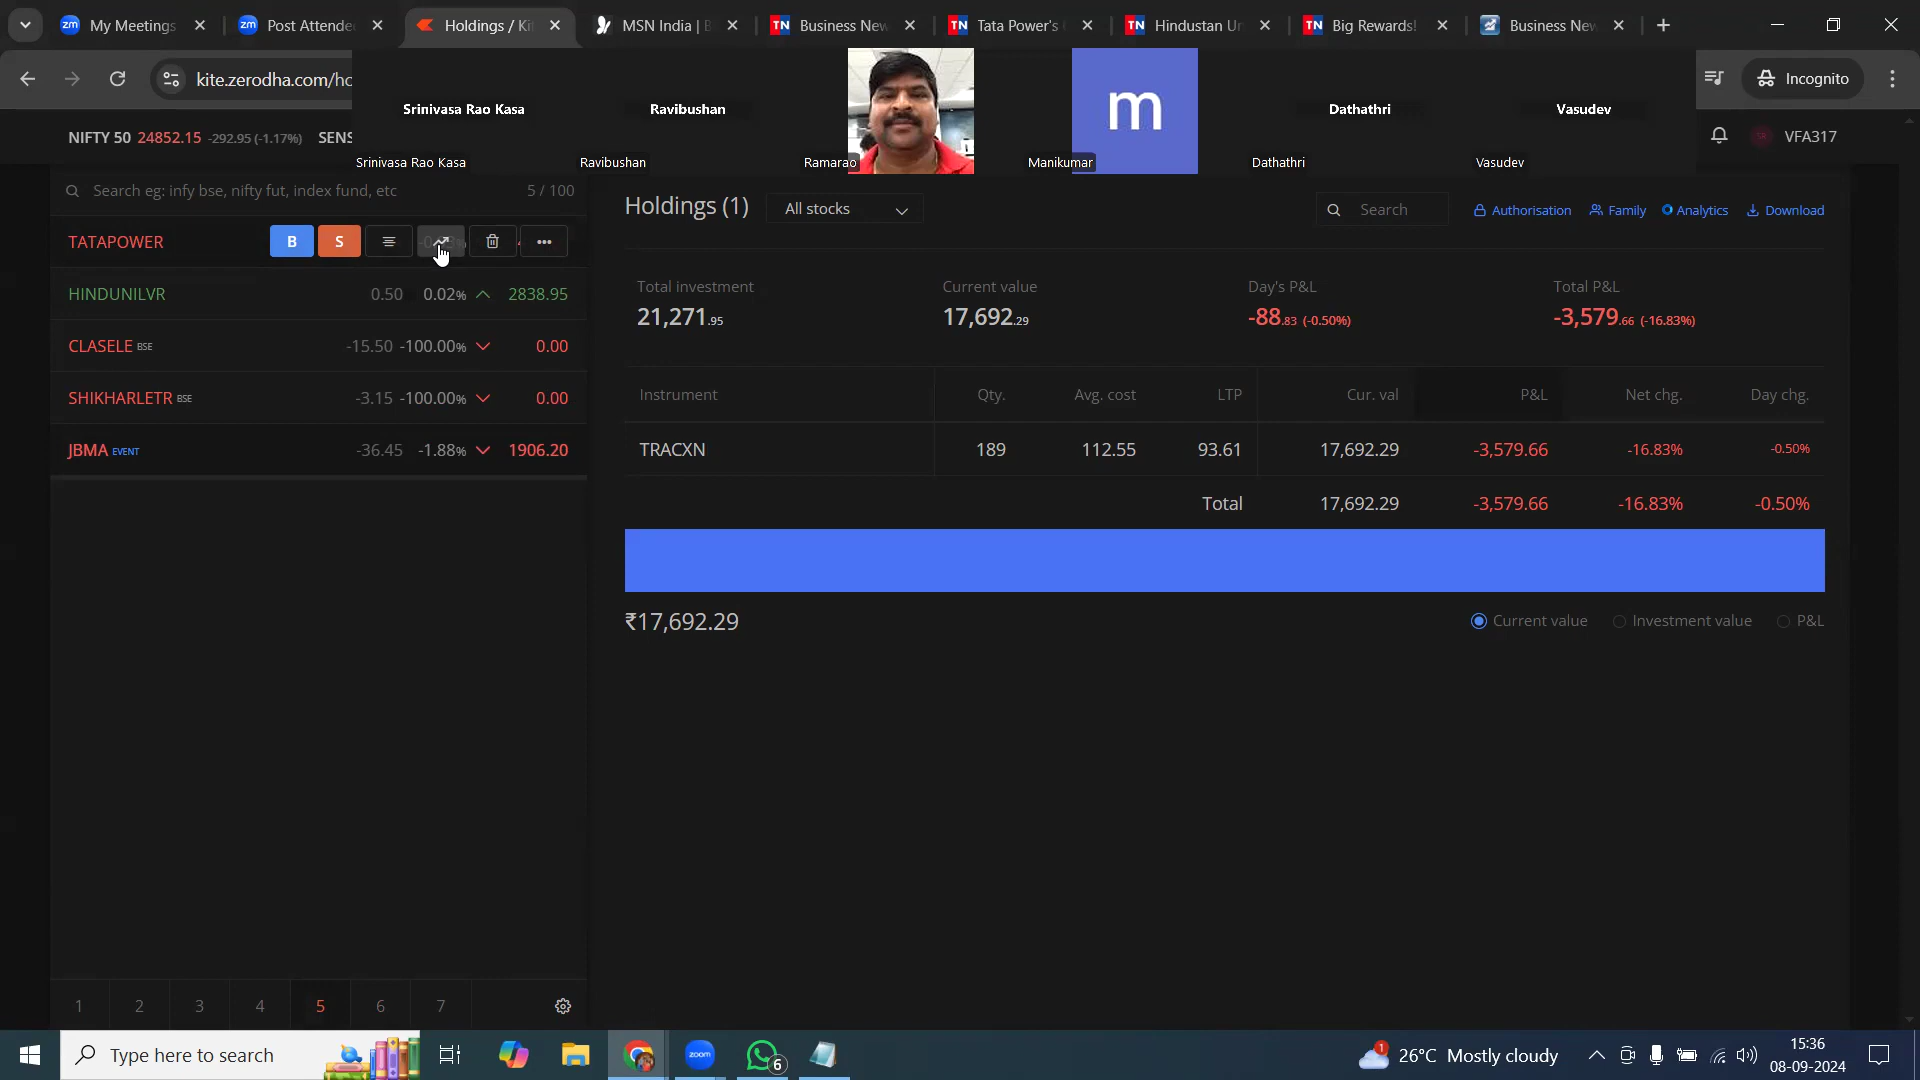 My Meetings
Post Attende
Holdings / Ki
MSN India | B
Business New
Tata Power's
Hindustan Un
Big Rewards!
Business New
kite.zerodha.com/ho
Incognito
Srinivasa Rao Kasa
Ravibushan
m
Dathathri
Vasudev
Srinivasa Rao Kasa
Ravibushan
Ramarao
Manikumar
Dathathri
Vasudev
NIFTY 50 24852.15 -292.95 (-1.17%) SENS
VFA317
Search eg: infy bse, nifty fut, index fund, etc 5 / 100
TATAPOWER B S
HINDUNILVR 0.50 0.02% 2838.95
CLASELE BSE -15.50 -100.00% 0.00
SHIKHARLETR BSE -3.15 -100.00% 0.00
JBMA EVENT -36.45 -1.88% 1906.20
1 2 3 4 5 6 7
Holdings (1) All stocks Search Authorisation Family Analytics Download
Total investment Current value Day's P&L Total P&L
21,271.95 17,692.29 -88.83 (-0.50%) -3,579.66 (-16.83%)
Instrument Qty. Avg. cost LTP Cur. val P&L Net chg. Day chg.
TRACXN 189 112.55 93.61 17,692.29 -3,579.66 -16.83% -0.50%
Total 17,692.29 -3,579.66 -16.83% -0.50%
₹17,692.29 Current value Investment value P&L
Type here to search
zoom
6
1
26°C Mostly cloudy
15:36
08-09-2024